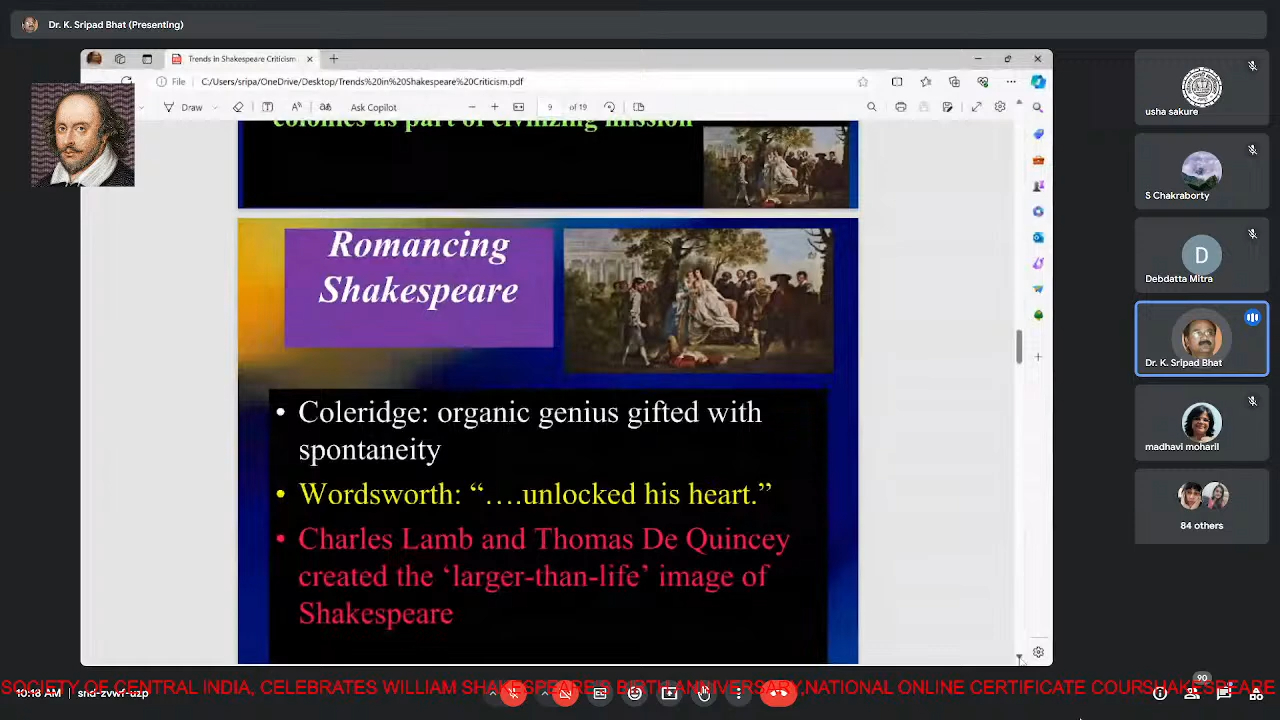 Dr. K. Sripad Bhat (Presenting)
Trends in Shakespeare Criticism
File
C:/Users/sripa/OneDrive/Desktop/Trends%20in%20Shakespeare%20Criticism.pdf
Draw
Ask Copilot
9 of 19
colonies as part of civilizing mission
Romancing
Shakespeare
• Coleridge: organic genius gifted with
spontaneity
• Wordsworth: “….unlocked his heart.”
• Charles Lamb and Thomas De Quincey
created the ‘larger-than-life’ image of
Shakespeare
usha sakure
S Chakraborty
D
Debdatta Mitra
Dr. K. Sripad Bhat
madhavi moharil
84 others
90
SOCIETY OF CENTRAL INDIA, CELEBRATES WILLIAM SHAKESPEARE'S BIRTH ANNIVERSARY,NATIONAL ONLINE CERTIFICATE COURSHAKESPEARE
10:18 AM | snd-zvwf-uzp